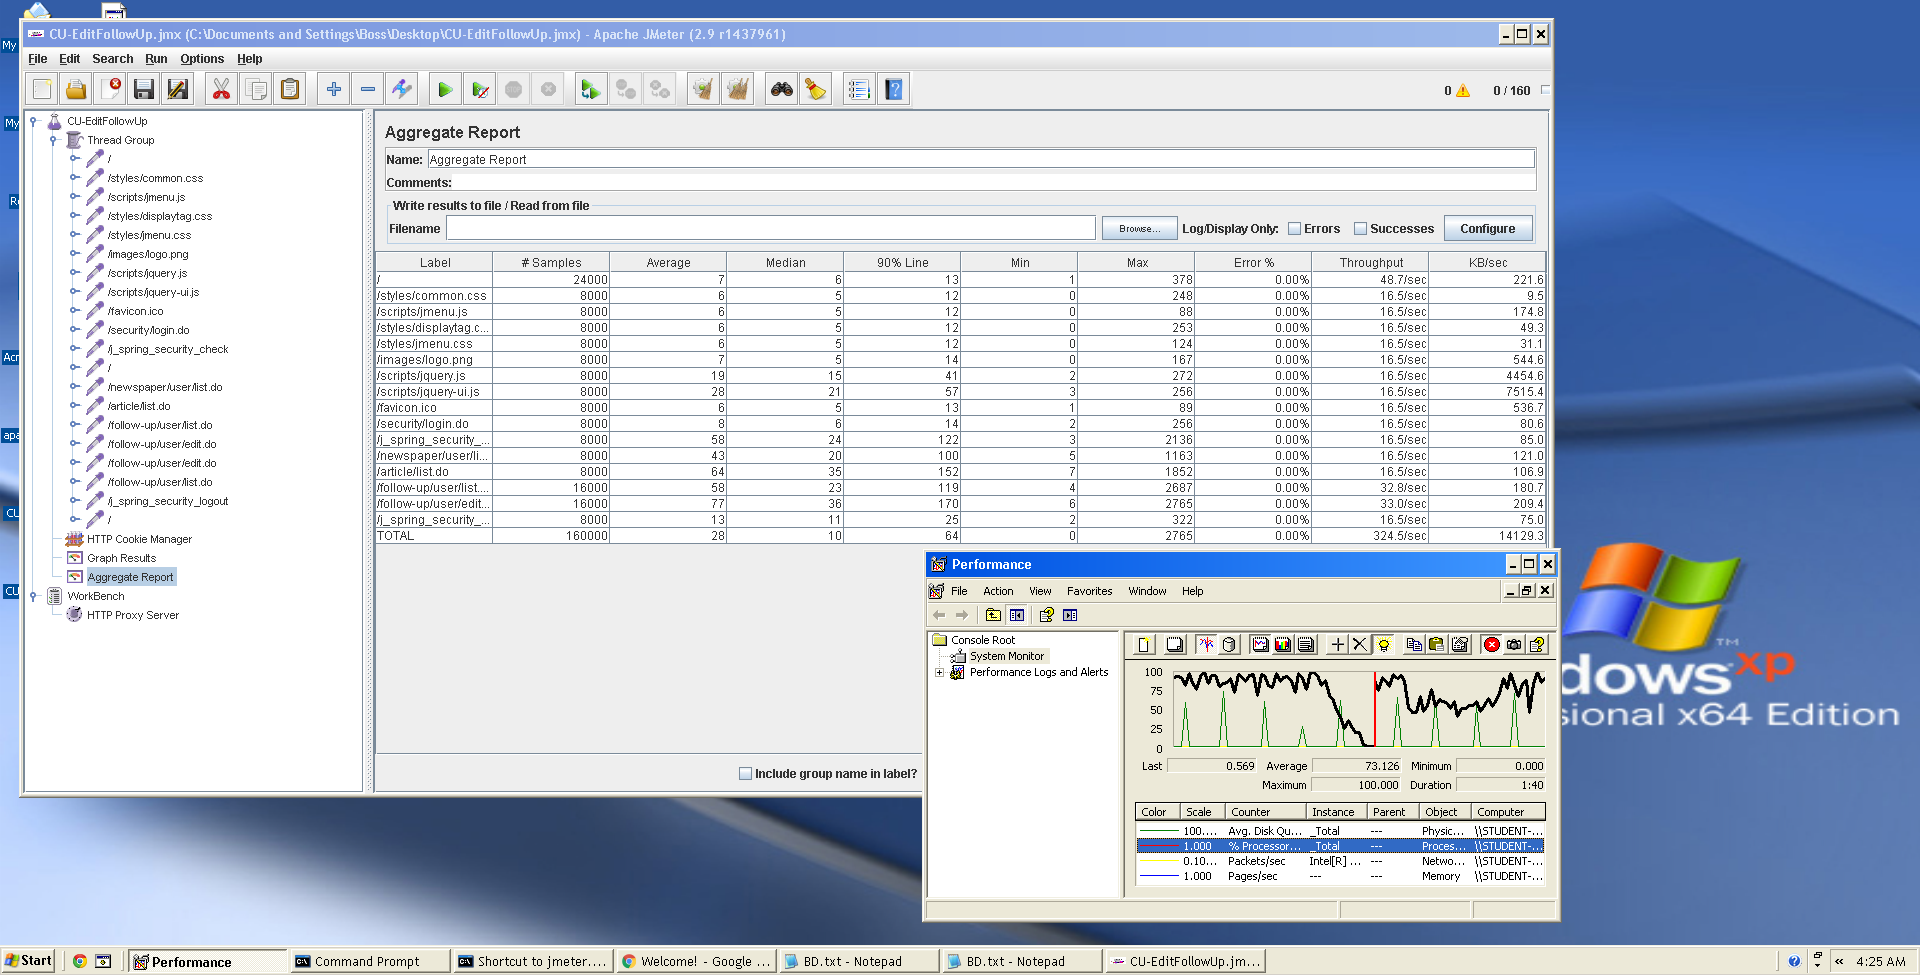 CU-EditFollowUp.jmx (C:\Documents and Settings\Boss\Desktop\CU-EditFollowUp.jmx) - Apache JMeter (2.9 r1437961)
File Edit Search Run Options Help
0 0 / 160
CU-EditFollowUp
Thread Group
/
/styles/common.css
/scripts/jmenu.js
/styles/displaytag.css
/styles/jmenu.css
/images/logo.png
/scripts/jquery.js
/scripts/jquery-ui.js
/favicon.ico
/security/login.do
/j_spring_security_check
/
/newspaper/user/list.do
/article/list.do
/follow-up/user/list.do
/follow-up/user/edit.do
/follow-up/user/edit.do
/follow-up/user/list.do
/j_spring_security_logout
/
HTTP Cookie Manager
Graph Results
Aggregate Report
WorkBench
HTTP Proxy Server
Aggregate Report
Name: Aggregate Report
Comments:
Write results to file / Read from file
Filename Browse... Log/Display Only: Errors Successes Configure
Label # Samples Average Median 90% Line Min Max Error % Throughput KB/sec
/ 24000 7 6 13 1 378 0.00% 48.7/sec 221.6
/styles/common.css 8000 6 5 12 0 248 0.00% 16.5/sec 9.5
/scripts/jmenu.js 8000 6 5 12 0 88 0.00% 16.5/sec 174.8
/styles/displaytag.c... 8000 6 5 12 0 253 0.00% 16.5/sec 49.3
/styles/jmenu.css 8000 6 5 12 0 124 0.00% 16.5/sec 31.1
/images/logo.png 8000 7 5 14 0 167 0.00% 16.5/sec 544.6
/scripts/jquery.js 8000 19 15 41 2 272 0.00% 16.5/sec 4454.6
/scripts/jquery-ui.js 8000 28 21 57 3 256 0.00% 16.5/sec 7515.4
/favicon.ico 8000 6 5 13 1 89 0.00% 16.5/sec 536.7
/security/login.do 8000 8 6 14 2 256 0.00% 16.5/sec 80.6
/j_spring_security_... 8000 58 24 122 3 2136 0.00% 16.5/sec 85.0
/newspaper/user/li... 8000 43 20 100 5 1163 0.00% 16.5/sec 121.0
/article/list.do 8000 64 35 152 7 1852 0.00% 16.5/sec 106.9
/follow-up/user/list.... 16000 58 23 119 4 2687 0.00% 32.8/sec 180.7
/follow-up/user/edit... 16000 77 36 170 6 2765 0.00% 33.0/sec 209.4
/j_spring_security_... 8000 13 11 25 2 322 0.00% 16.5/sec 75.0
TOTAL 160000 28 10 64 0 2765 0.00% 324.5/sec 14129.3
Include group name in label?
Performance
File Action View Favorites Window Help
Console Root
System Monitor
Performance Logs and Alerts
100
75
50
25
0
Last 0.569 Average 73.126 Minimum 0.000
Maximum 100.000 Duration 1:40
Color Scale Counter Instance Parent Object Computer
100.... Avg. Disk Qu... _Total --- Physic... \\STUDENT-...
1.000 % Processor... _Total --- Proces... \\STUDENT-...
0.10... Packets/sec Intel[R] ... --- Netwo... \\STUDENT-...
1.000 Pages/sec --- --- Memory \\STUDENT-...
My
My
Re
Acr
apa
CU
CU
dows xp TM
sional x64 Edition
Start Performance Command Prompt Shortcut to jmeter.... Welcome! - Google ... BD.txt - Notepad BD.txt - Notepad CU-EditFollowUp.jm... 4:25 AM